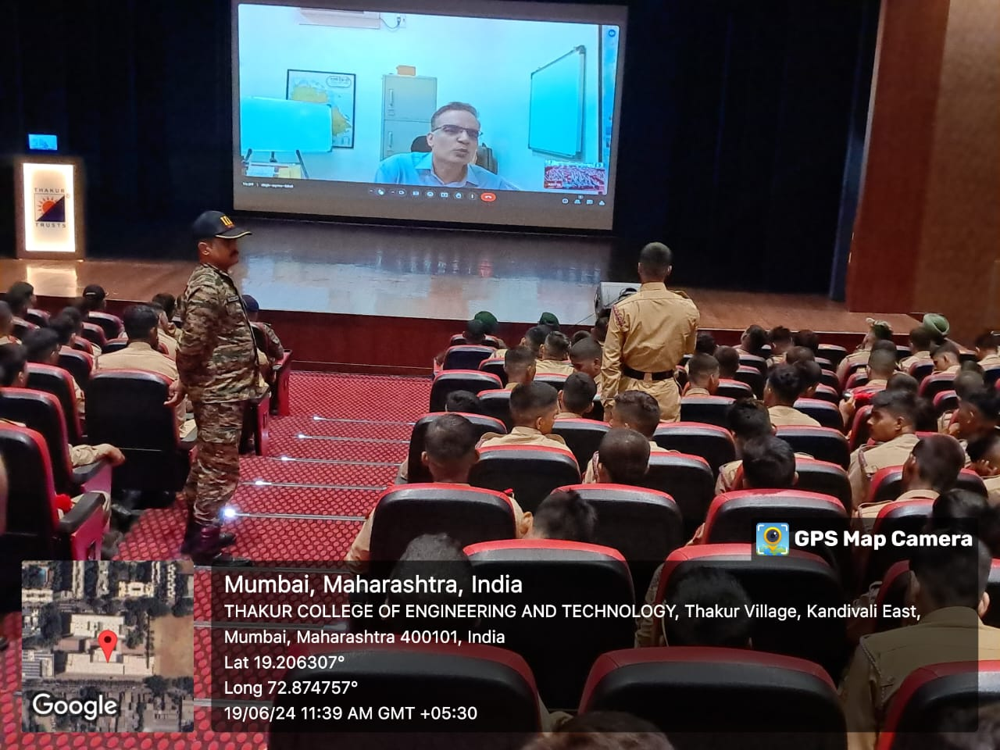 THAKUR
TRUSTS
GPS Map Camera
Mumbai, Maharashtra, India
THAKUR COLLEGE OF ENGINEERING AND TECHNOLOGY, Thakur Village, Kandivali East,
Mumbai, Maharashtra 400101, India
Lat 19.206307°
Long 72.874757°
19/06/24 11:39 AM GMT +05:30
Google